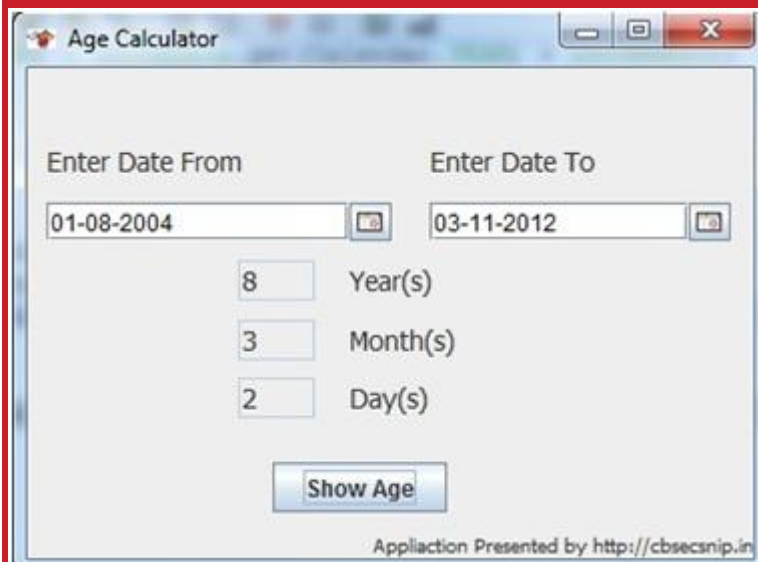 Age Calculator
Enter Date From Enter Date To
01-08-2004 03-11-2012
8 Year(s)
3 Month(s)
2 Day(s)
Show Age
Appliaction Presented by http://cbsecsnip.in